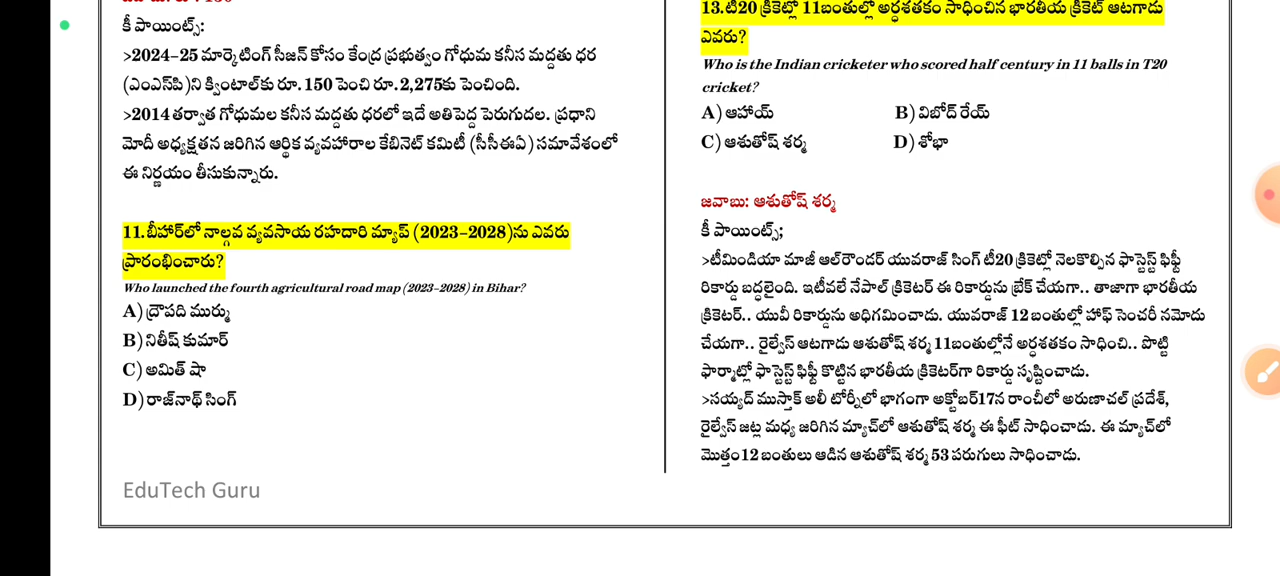 కీ పాయింట్స్:
>2024-25 మార్కెటింగ్ సీజన్ కోసం కేంద్ర ప్రభుత్వం గోధుమ కనీస మద్దతు ధర
(ఎంఎస్‌పి)ని క్వింటాల్‌కు రూ.150 పెంచి రూ.2,275కు పెంచింది.
>2014 తర్వాత గోధుమల కనీస మద్దతు ధరలో ఇదే అతిపెద్ద పెరుగుదల. ప్రధాని
మోదీ అధ్యక్షతన జరిగిన ఆర్థిక వ్యవహారాల కేబినెట్ కమిటీ (సీసీఈఏ) సమావేశంలో
ఈ నిర్ణయం తీసుకున్నారు.
11.బీహార్‌లో నాల్గవ వ్యవసాయ రహదారి మ్యాప్ (2023-2028)ను ఎవరు
ప్రారంభించారు?
Who launched the fourth agricultural road map (2023-2028) in Bihar?
A) ద్రౌపది ముర్ము
B) నితీష్ కుమార్
C) అమిత్ షా
D) రాజ్‌నాథ్ సింగ్
EduTech Guru
13.టీ20 క్రికెట్లో 11బంతుల్లో అర్ధశతకం సాధించిన భారతీయ క్రికెట్ ఆటగాడు
ఎవరు?
Who is the Indian cricketer who scored half century in 11 balls in T20
cricket?
A) ఆహాయ్ B) విబోద్ రేయ్
C) ఆశుతోష్ శర్మ D) శోభా
జవాబు: ఆశుతోష్ శర్మ
కీ పాయింట్స్;
>టీమిండియా మాజీ ఆల్‌రౌండర్ యువరాజ్ సింగ్ టీ20 క్రికెట్లో నెలకొల్పిన ఫాస్టెస్ట్ ఫిఫ్టీ
రికార్డు బద్దలైంది. ఇటీవలే నేపాల్ క్రికెటర్ ఈ రికార్డును బ్రేక్ చేయగా.. తాజాగా భారతీయ
క్రికెటర్.. యువీ రికార్డును అధిగమించాడు. యువరాజ్ 12 బంతుల్లో హాఫ్ సెంచరీ నమోదు
చేయగా.. రైల్వేస్ ఆటగాడు ఆశుతోష్ శర్మ 11బంతుల్లోనే అర్ధశతకం సాధించి.. పొట్టి
ఫార్మాట్లో ఫాస్టెస్ట్ ఫిఫ్టీ కొట్టిన భారతీయ క్రికెటర్‌గా రికార్డు సృష్టించాడు.
>సయ్యద్ ముస్తాక్ అలీ టోర్నీలో భాగంగా అక్టోబర్17న రాంచీలో అరుణాచల్ ప్రదేశ్,
రైల్వేస్ జట్ల మధ్య జరిగిన మ్యాచ్‌లో ఆశుతోష్ శర్మ ఈ ఫీట్ సాధించాడు. ఈ మ్యాచ్‌లో
మొత్తం12 బంతులు ఆడిన ఆశుతోష్ శర్మ 53 పరుగులు సాధించాడు.